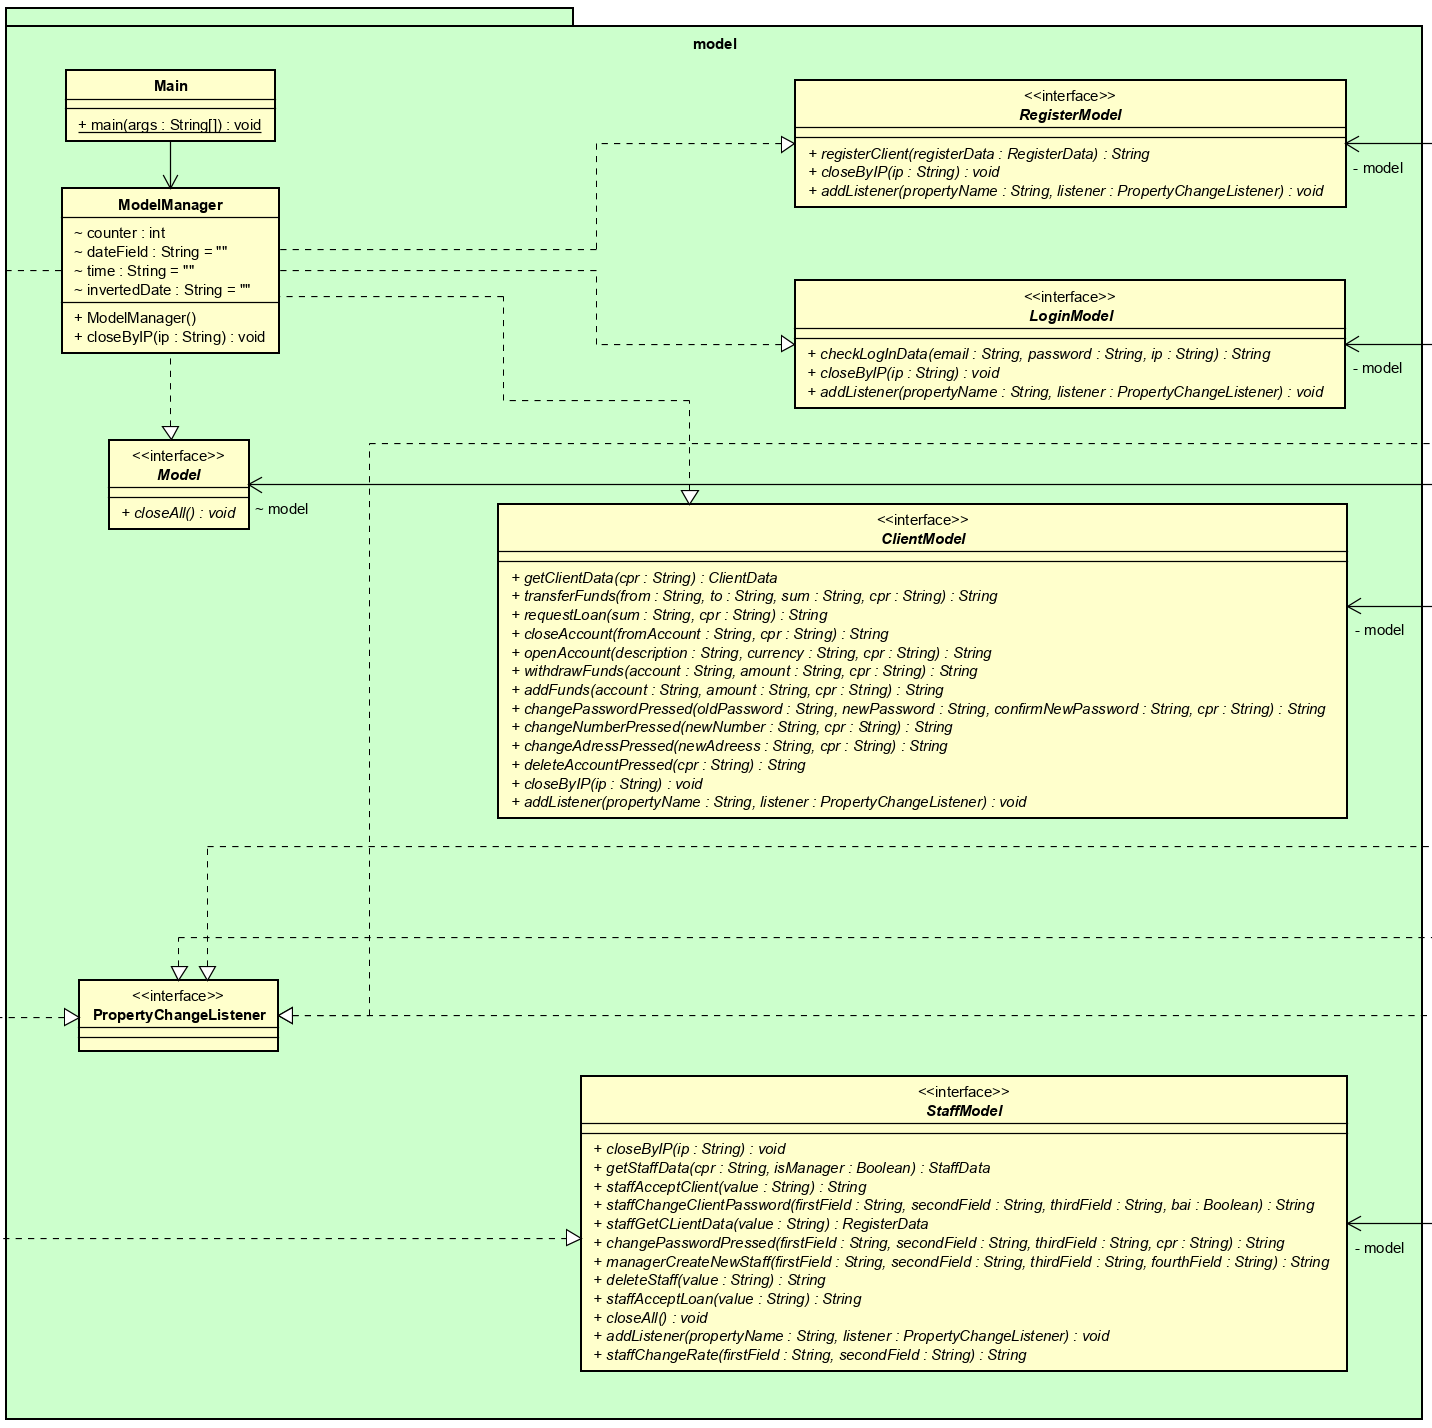 model
Main
+ main(args : String[]) : void
ModelManager
~ counter : int
~ dateField : String = ""
~ time : String = ""
~ invertedDate : String = ""
+ ModelManager()
+ closeByIP(ip : String) : void
<<interface>>
RegisterModel
+ registerClient(registerData : RegisterData) : String
+ closeByIP(ip : String) : void
+ addListener(propertyName : String, listener : PropertyChangeListener) : void
- model
<<interface>>
LoginModel
+ checkLogInData(email : String, password : String, ip : String) : String
+ closeByIP(ip : String) : void
+ addListener(propertyName : String, listener : PropertyChangeListener) : void
- model
<<interface>>
Model
+ closeAll() : void
~ model
<<interface>>
ClientModel
+ getClientData(cpr : String) : ClientData
+ transferFunds(from : String, to : String, sum : String, cpr : String) : String
+ requestLoan(sum : String, cpr : String) : String
+ closeAccount(fromAccount : String, cpr : String) : String
+ openAccount(description : String, currency : String, cpr : String) : String
+ withdrawFunds(account : String, amount : String, cpr : String) : String
+ addFunds(account : String, amount : String, cpr : String) : String
+ changePasswordPressed(oldPassword : String, newPassword : String, confirmNewPassword : String, cpr : String) : String
+ changeNumberPressed(newNumber : String, cpr : String) : String
+ changeAdressPressed(newAdreess : String, cpr : String) : String
+ deleteAccountPressed(cpr : String) : String
+ closeByIP(ip : String) : void
+ addListener(propertyName : String, listener : PropertyChangeListener) : void
- model
<<interface>>
PropertyChangeListener
<<interface>>
StaffModel
+ closeByIP(ip : String) : void
+ getStaffData(cpr : String, isManager : Boolean) : StaffData
+ staffAcceptClient(value : String) : String
+ staffChangeClientPassword(firstField : String, secondField : String, thirdField : String, bai : Boolean) : String
+ staffGetCLientData(value : String) : RegisterData
+ changePasswordPressed(firstField : String, secondField : String, thirdField : String, cpr : String) : String
+ managerCreateNewStaff(firstField : String, secondField : String, thirdField : String, fourthField : String) : String
+ deleteStaff(value : String) : String
+ staffAcceptLoan(value : String) : String
+ closeAll() : void
+ addListener(propertyName : String, listener : PropertyChangeListener) : void
+ staffChangeRate(firstField : String, secondField : String) : String
- model